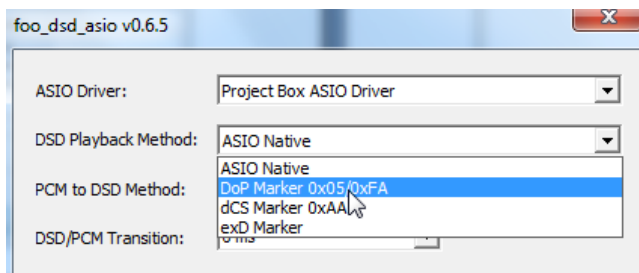 foo_dsd_asio v0.6.5
ASIO Driver: Project Box ASIO Driver
DSD Playback Method: ASIO Native
ASIO Native
PCM to DSD Method: DoP Marker 0x05/0xFA
dCS Marker 0xAA
exD Marker
DSD/PCM Transition: